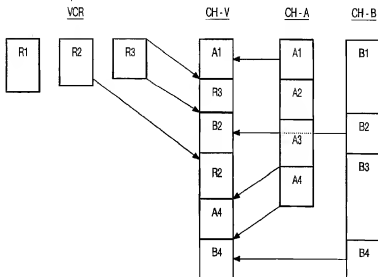 VCR CH-V CH-A CH-B
R1 R2 R3 A1 A1 B1
R3 A2
B2 A3 B2
R2 A4 B3
A4
B4 B4